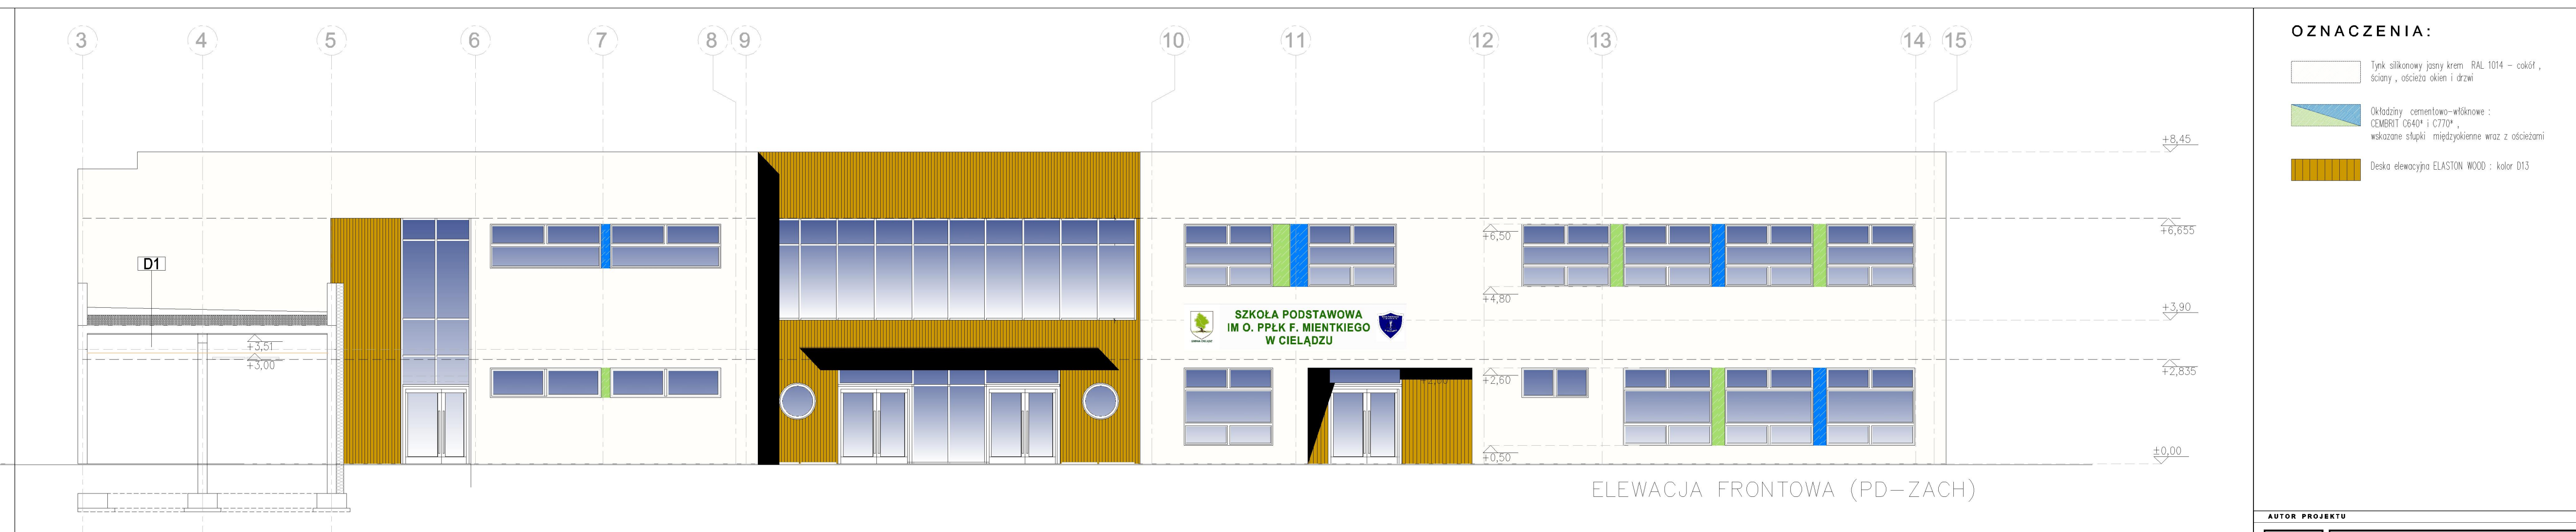 3 4 5 6 7 8 9 10 11 12 13 14 15
OZNACZENIA:
Tynk silikonowy jasny krem RAL 1014 – cokół ,
ściany , ościeża okien i drzwi
Okładziny cementowo-włóknowe :
CEMBRIT C640* i C770* ,
wskazane słupki międzyokienne wraz z ościeżami
Deska elewacyjna ELASTON WOOD : kolor D13
+8,45
+6,655
+6,50
D1
+4,80
+3,90
SZKOŁA PODSTAWOWA
IM O. PPŁK F. MIENTKIEGO
W CIELĄDZU
+3,51
+3,00
+2,835
+2,60
+0,50
±0,00
ELEWACJA FRONTOWA (PD–ZACH)
AUTOR PROJEKTU